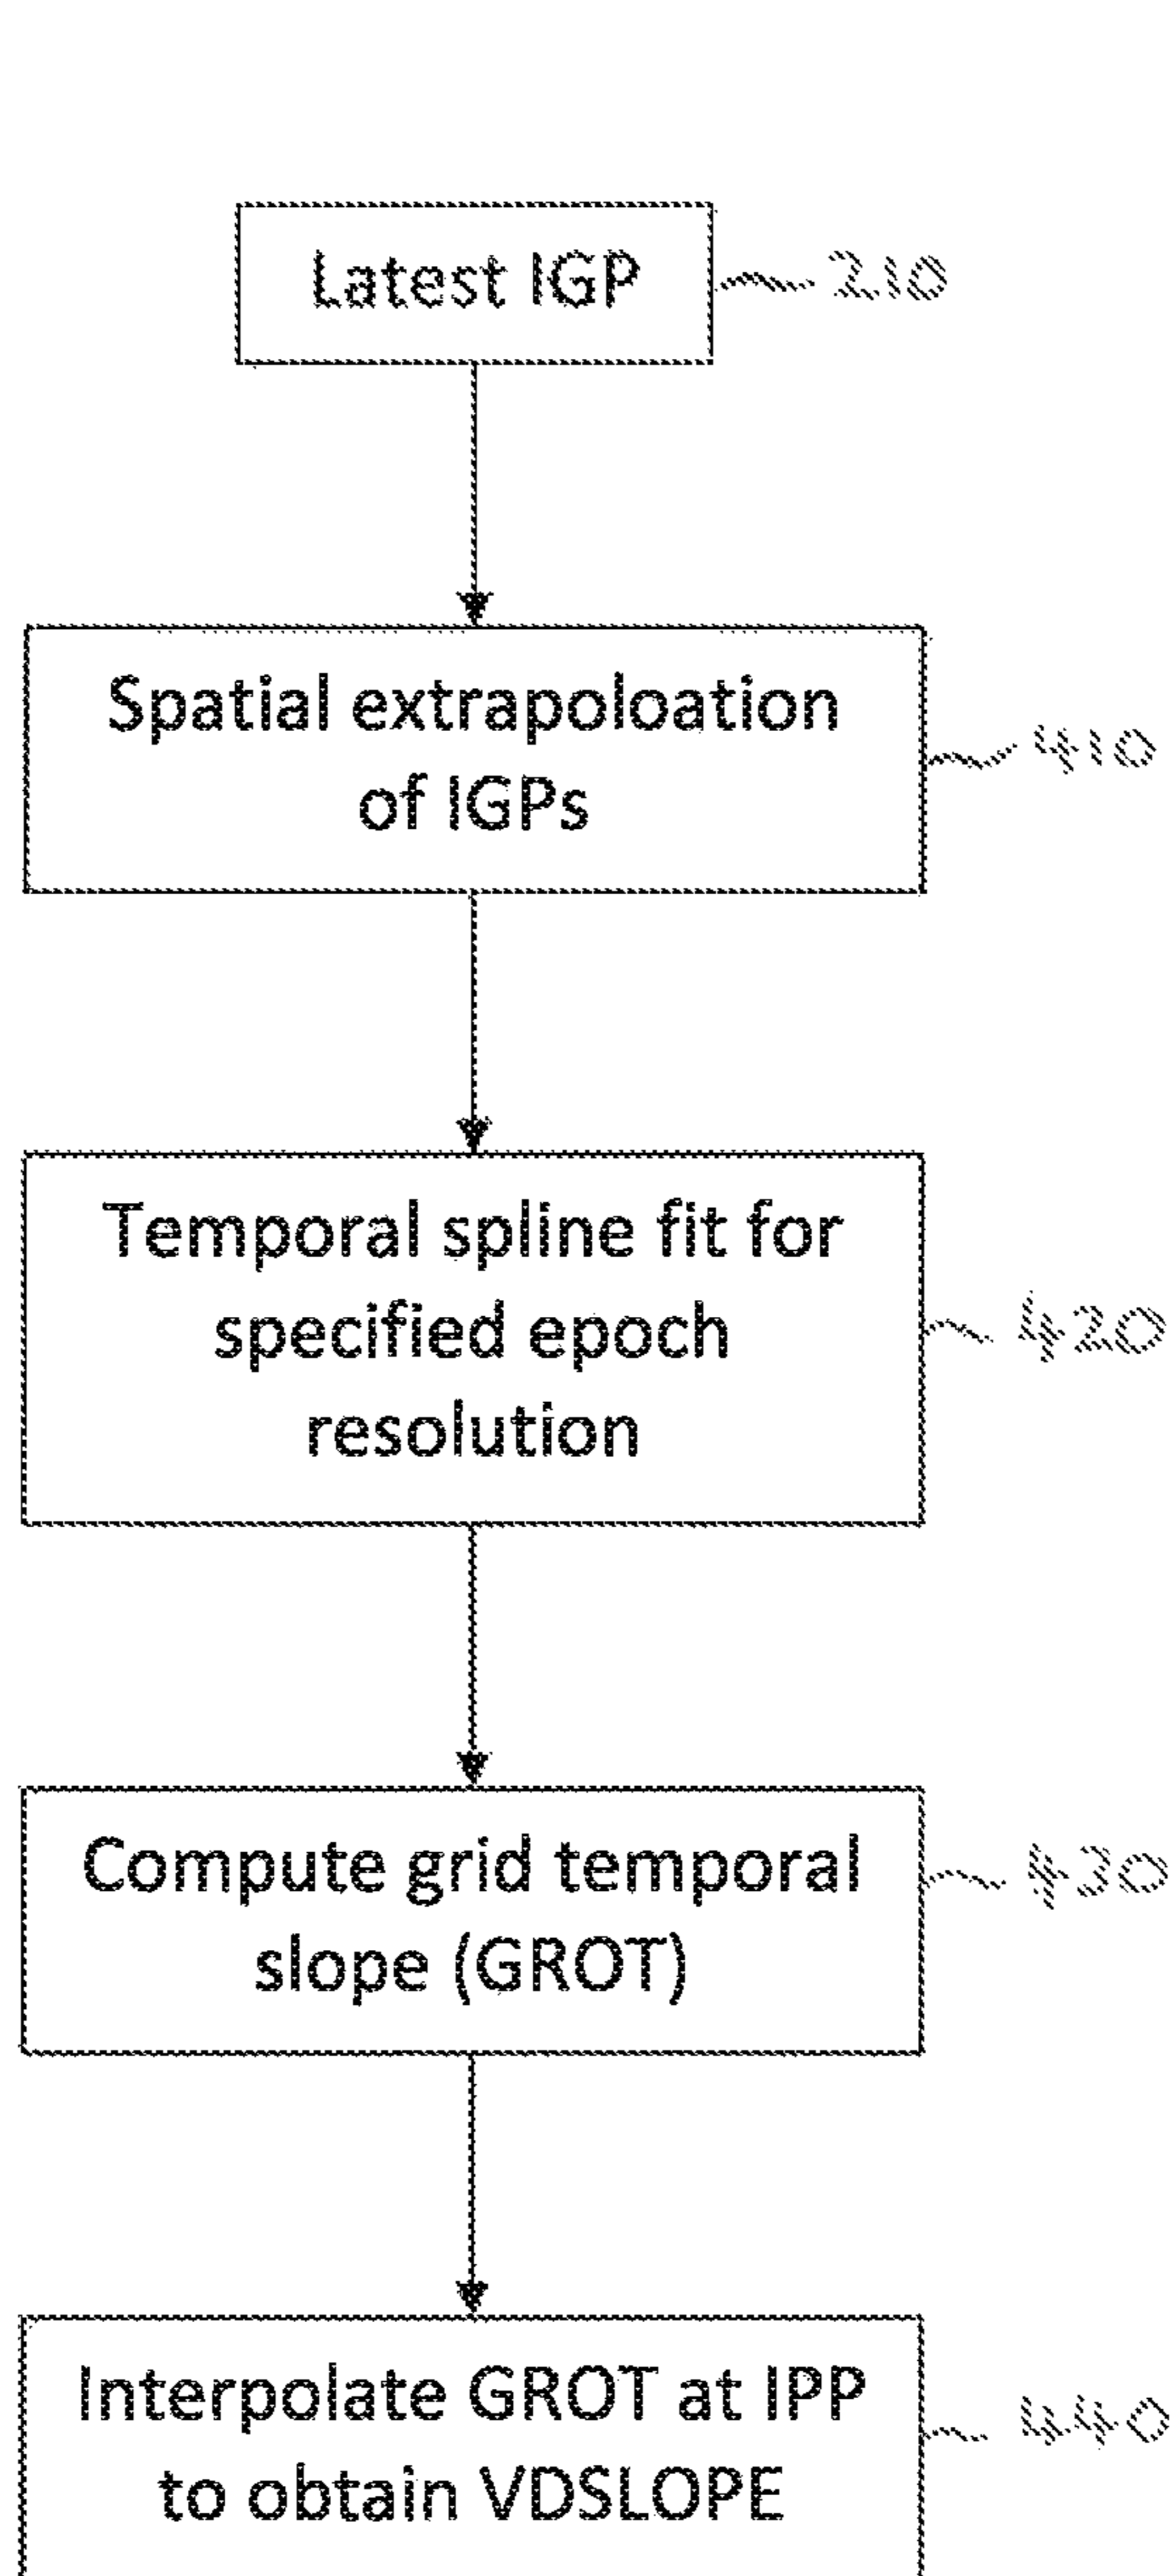 Latest IGP
210
Spatial extrapoloation
of IGPs
410
Temporal spline fit for
specified epoch
resolution
420
Compute grid temporal
slope (GROT)
430
Interpolate GROT at IPP
to obtain VDSLOPE
440